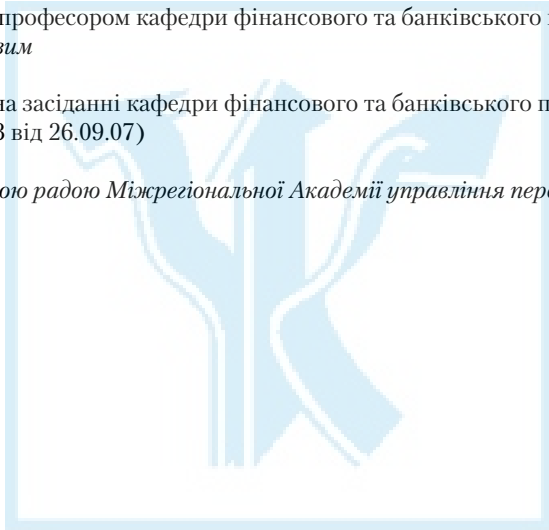 професором кафедри фінансового та банківського
вим
на засіданні кафедри фінансового та банківського
від 26.09.07)
ою радою Міжрегіональної Академії управління